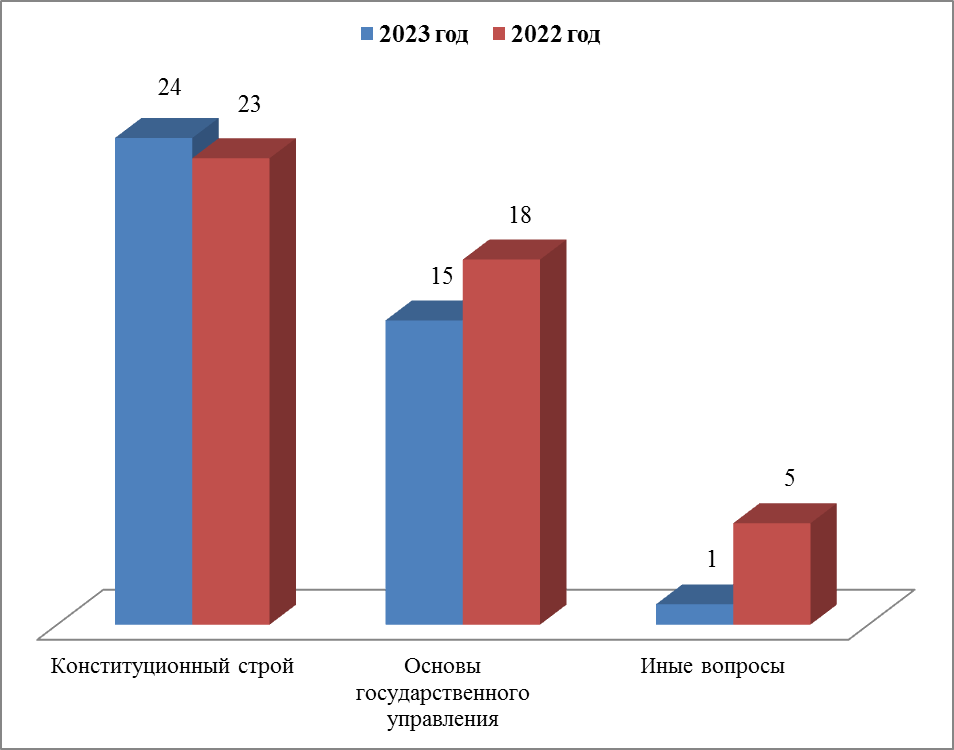 2023 год 2022 год
24
23
18
15
5
1
Конституционный строй
Основы
государственного
управления
Иные вопросы